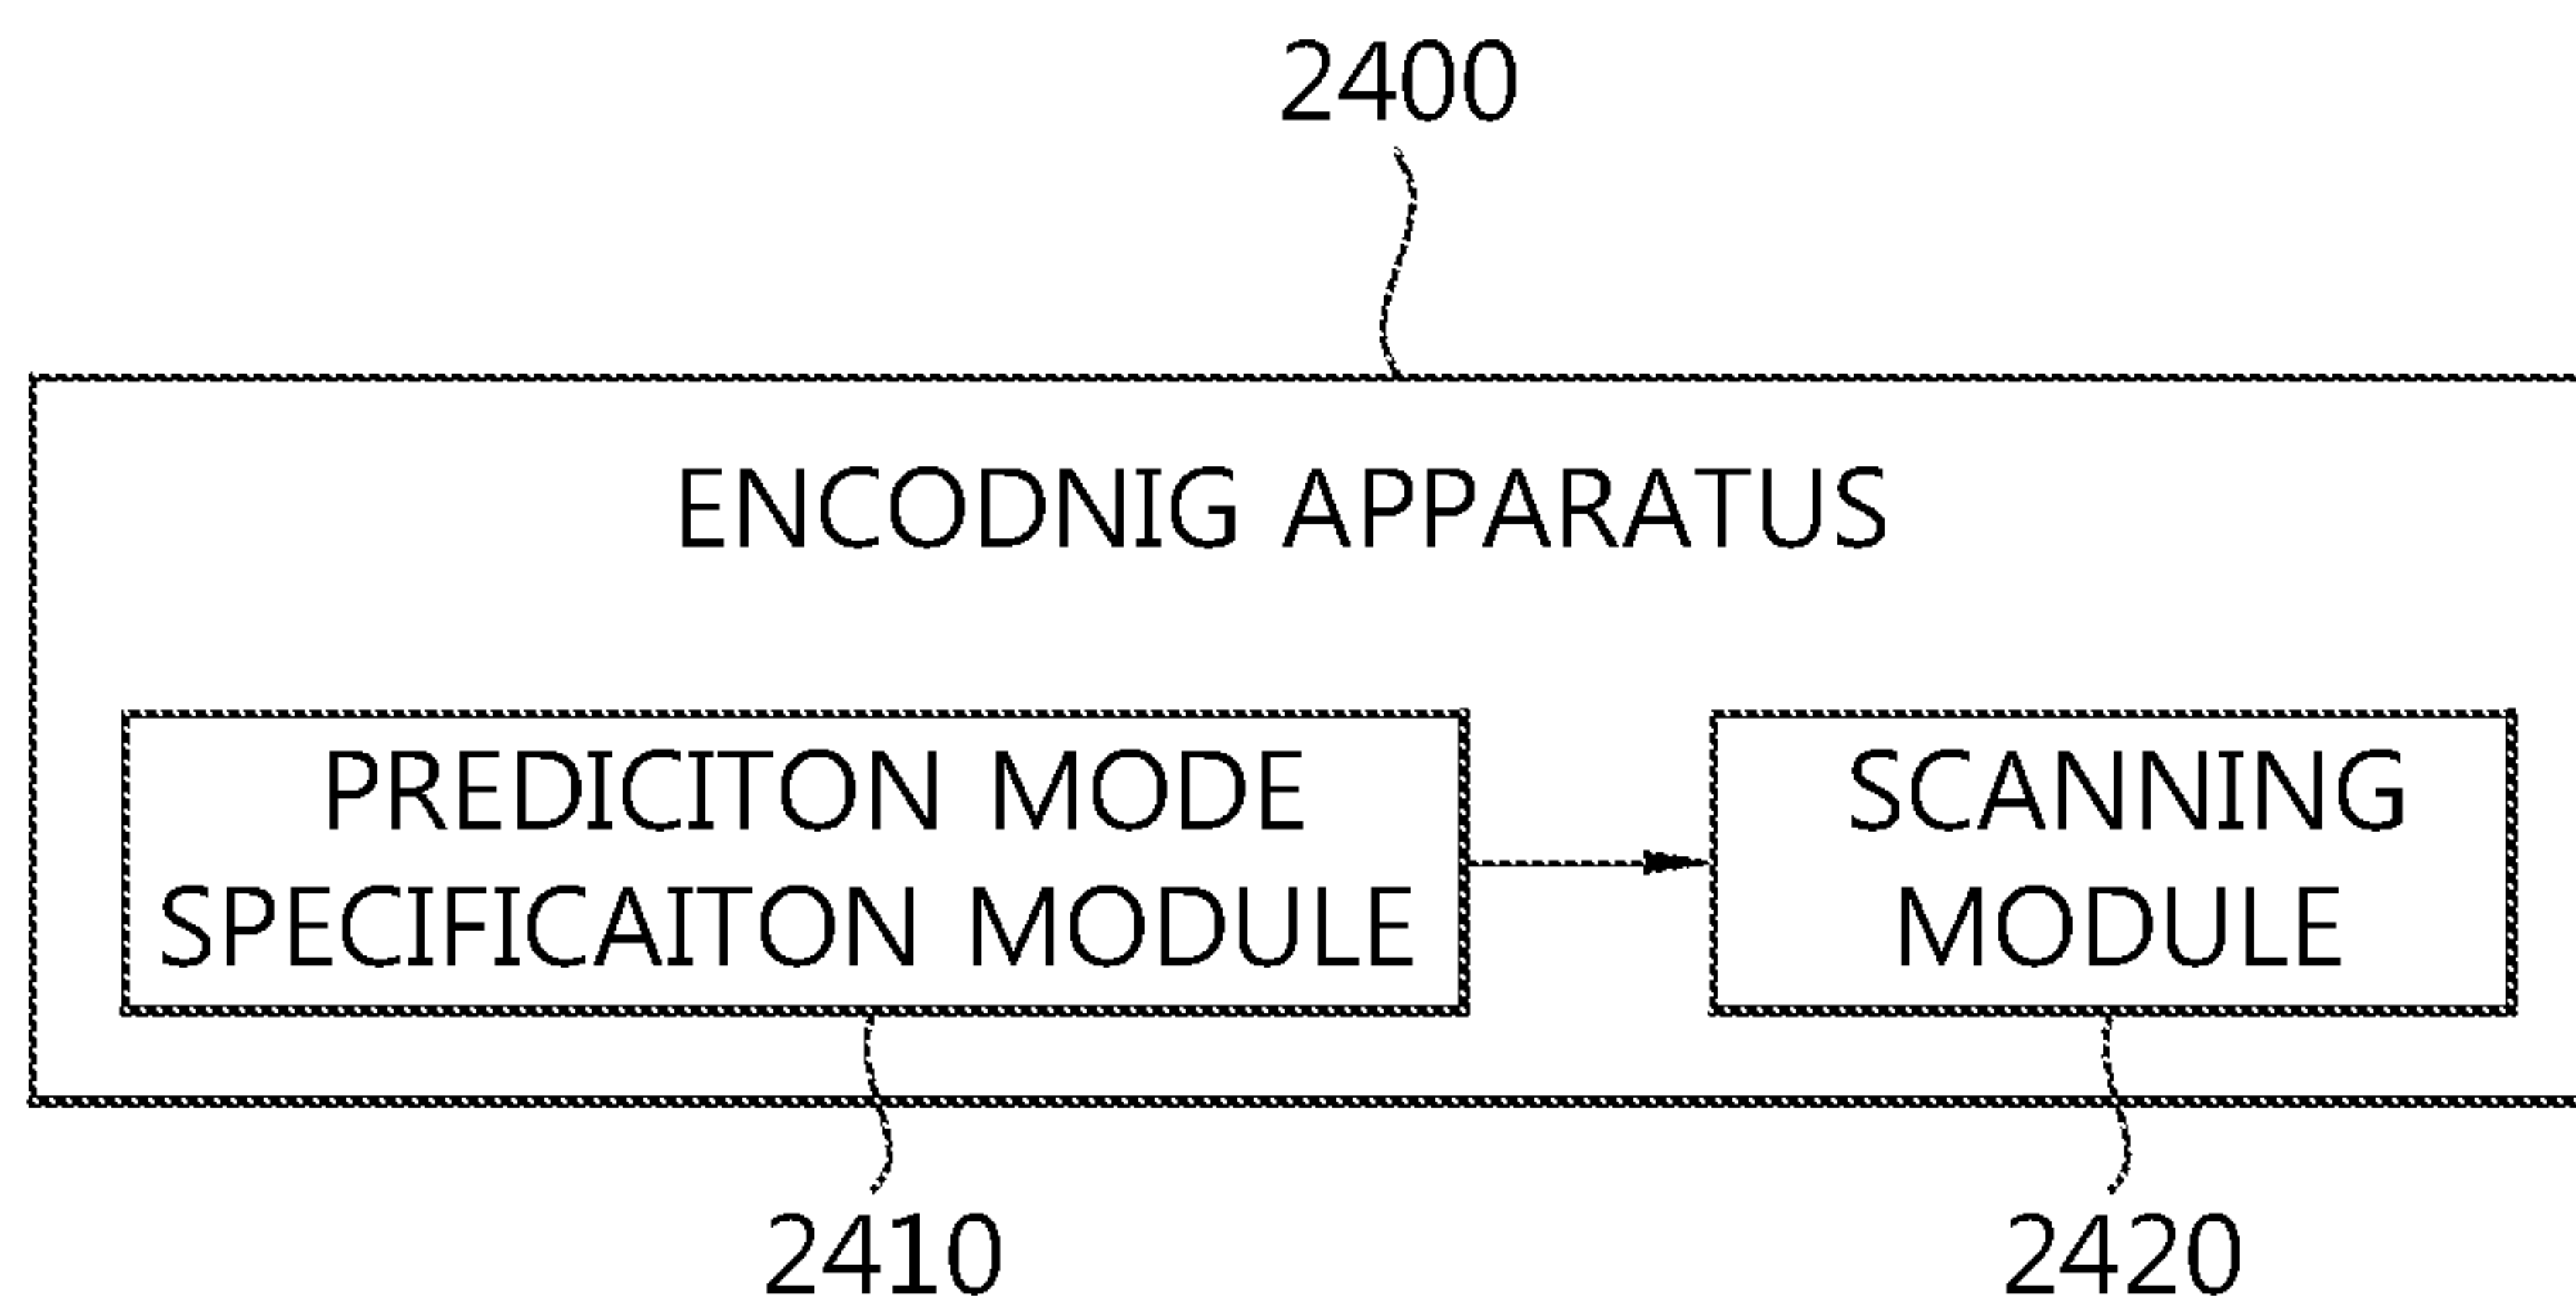 2400
ENCODNIG APPARATUS
PREDICITON MODE
SPECIFICAITON MODULE
SCANNING
MODULE
2410
2420